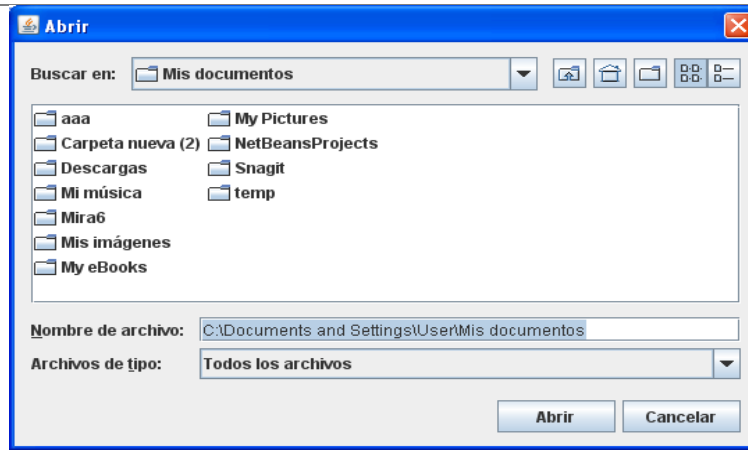 Abrir
Buscar en: Mis documentos
aaa
Carpeta nueva (2)
Descargas
Mi música
Mira6
Mis imágenes
My eBooks
My Pictures
NetBeansProjects
Snagit
temp
Nombre de archivo: C:\Documents and Settings\User\Mis documentos
Archivos de tipo: Todos los archivos
Abrir Cancelar